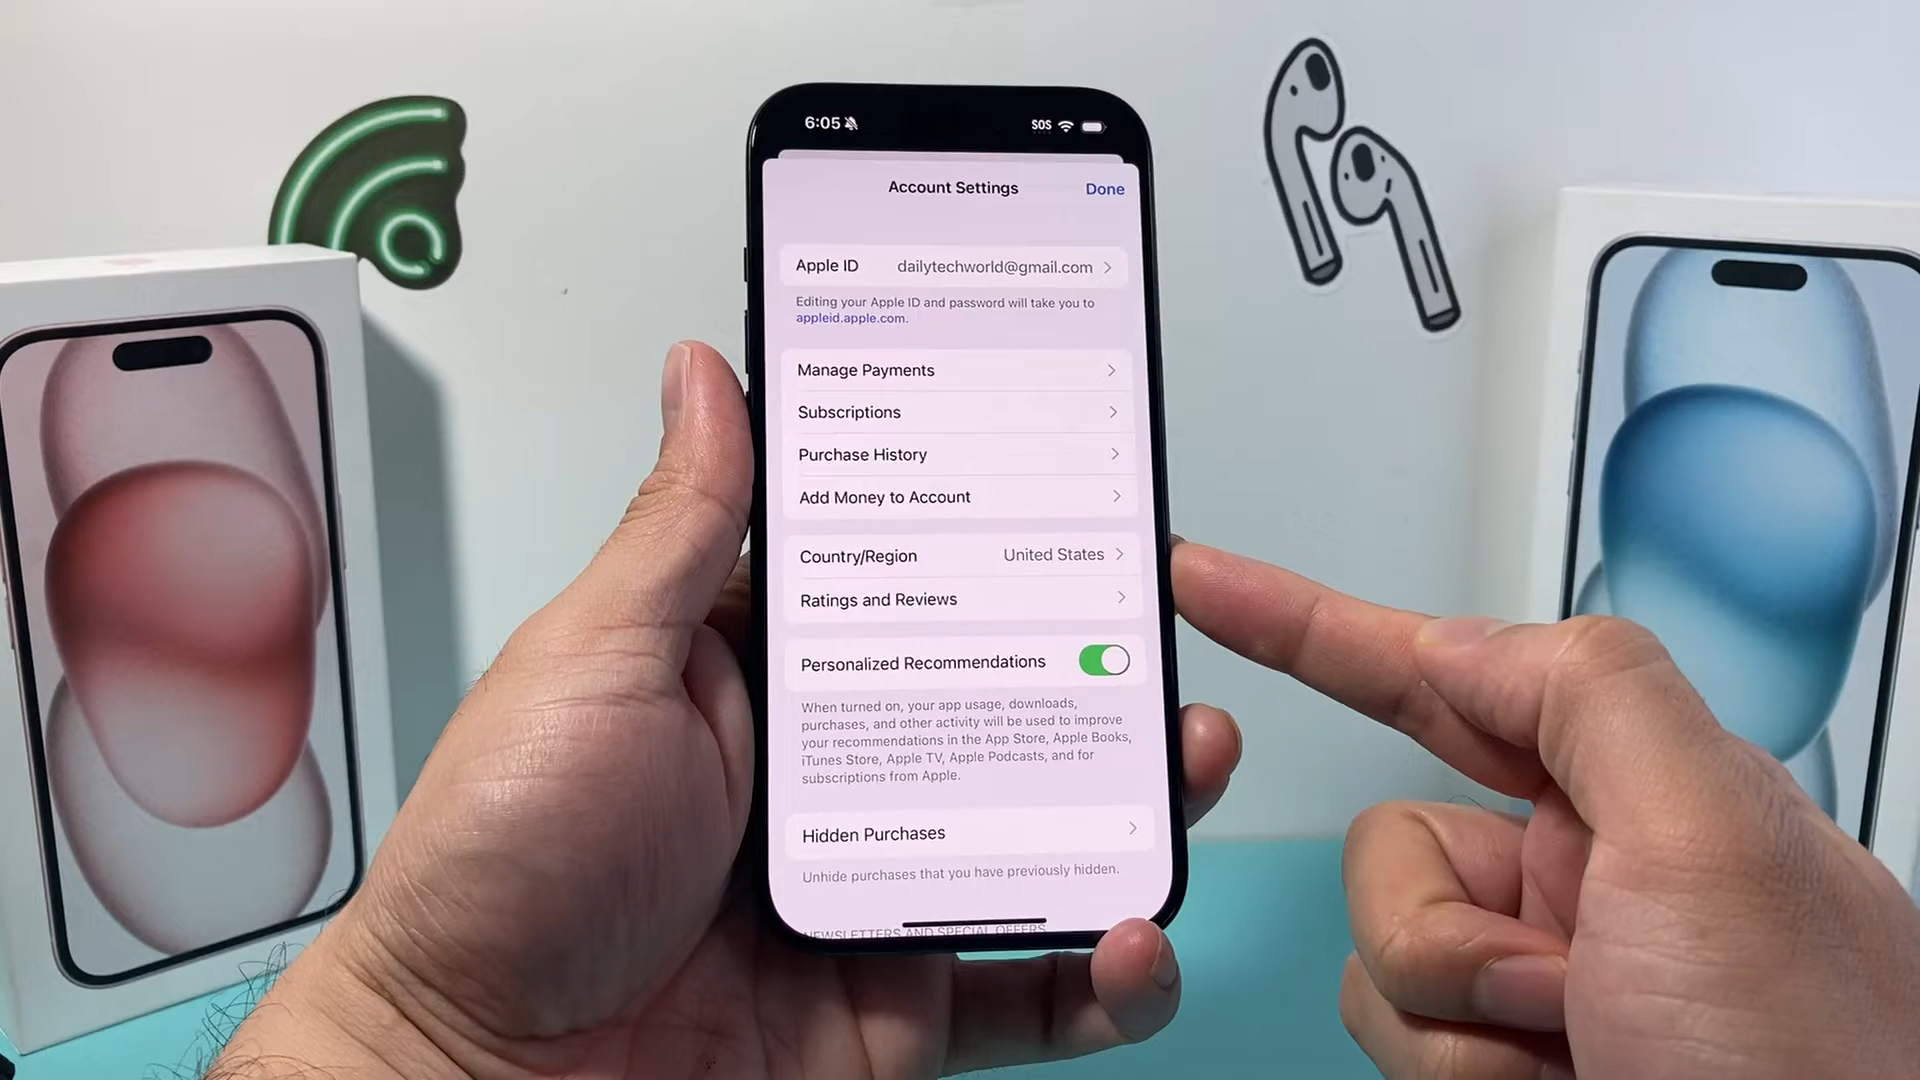 6:05
SOS
Account Settings
Done
Apple ID dailytechworld@gmail.com
Editing your Apple ID and password will take you to
appleid.apple.com.
Manage Payments
Subscriptions
Purchase History
Add Money to Account
Country/Region United States
Ratings and Reviews
Personalized Recommendations
When turned on, your app usage, downloads,
purchases, and other activity will be used to improve
your recommendations in the App Store, Apple Books,
iTunes Store, Apple TV, Apple Podcasts, and for
subscriptions from Apple.
Hidden Purchases
Unhide purchases that you have previously hidden.
NEWSLETTERS AND SPECIAL OFFERS